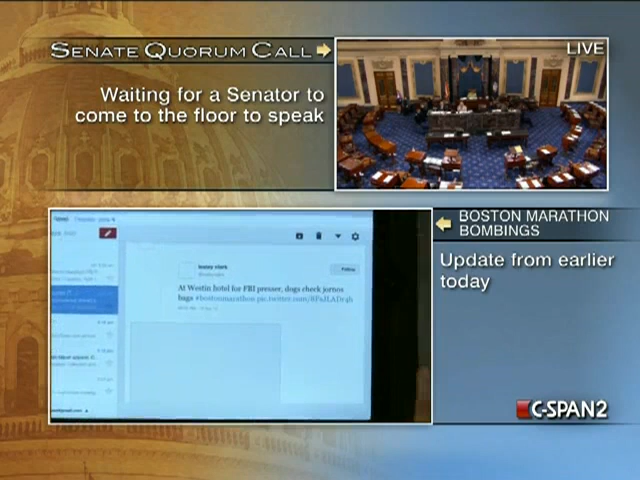 SENATE QUORUM CALL
LIVE
Waiting for a Senator to
come to the floor to speak
BOSTON MARATHON
BOMBINGS
Update from earlier
today
Follow
At Westin hotel for FBI presser, dogs check jornos
bags #bostonmarathon
C-SPAN2